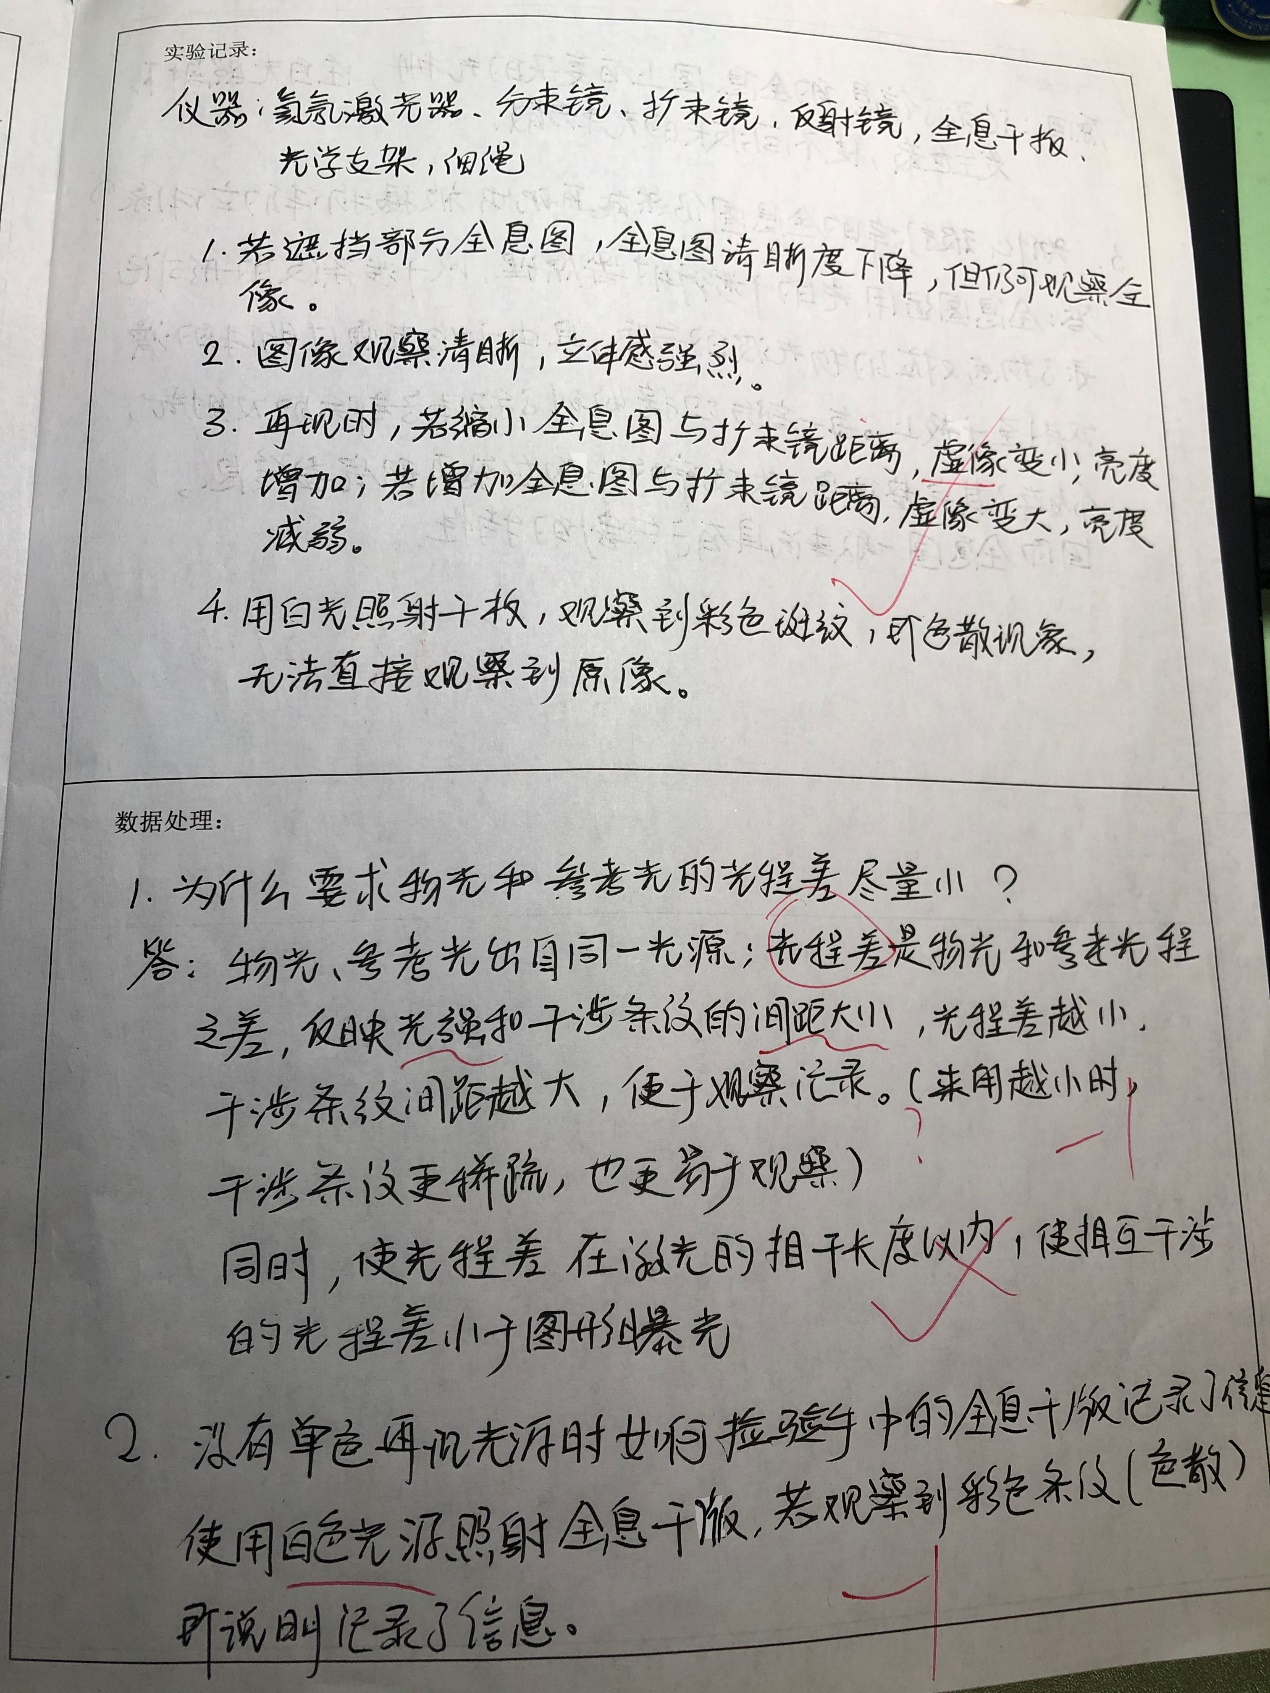 实验记录:
仪器:氦氖激光器、分束镜、扩束镜,反射镜,全息干板、
光学支架,细绳
1. 若遮挡部分全息图,全息图清晰度下降,但仍可观察全
像。
2. 图像观察清晰,立体感强烈。
3. 再现时,若缩小全息图与扩束镜距离,虚像变小,亮度
增加;若增加全息图与扩束镜距离,虚像变大,亮度
减弱。
4. 用白光照射干板,观察到彩色斑纹,即色散现象,
无法直接观察到原像。
数据处理:
1. 为什么要求物光和参考光的光程差尽量小?
答:物光、参考光出自同一光源;光程差是物光和参考光程
之差,反映光强和干涉条纹的间距大小,光程差越小,
干涉条纹间距越大,便于观察记录。(夹角越小时,
?
-1
干涉条纹更稀疏,也更易于观察)
同时,使光程差在激光的相干长度以内,使相互干涉
的光程差小于图形曝光
2. 没有单色再现光源时如何检验手中的全息干版记录了信息
使用白色光源照射全息干版,若观察到彩色条纹(色散)
-1
即说明记录了信息。